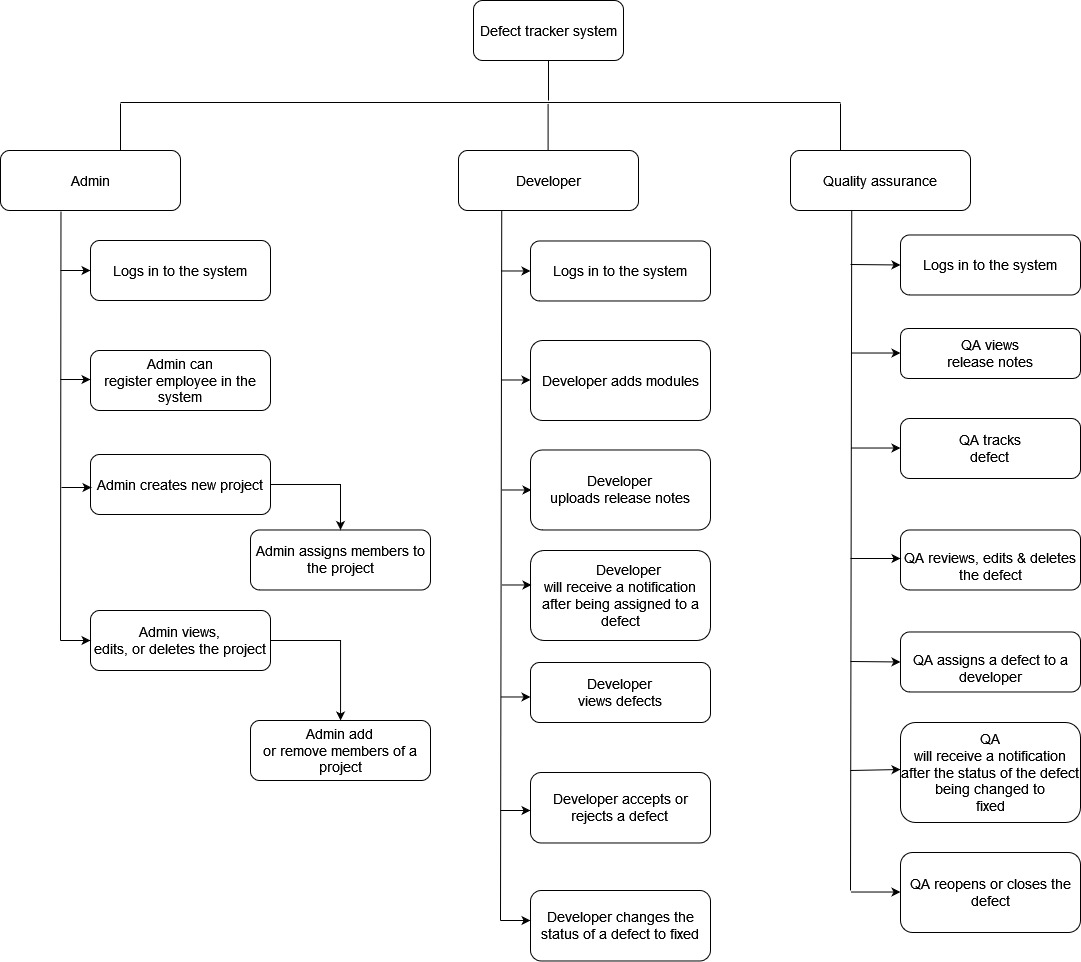 Defect tracker system
Admin
Developer
Quality assurance
Logs in to the system
Admin can
register employee in the
system
Admin creates new project
Admin assigns members to
the project
Admin views,
edits, or deletes the project
Admin add
or remove members of a
project
Logs in to the system
Developer adds modules
Developer
uploads release notes
Developer
will receive a notification
after being assigned to a
defect
Developer
views defects
Developer accepts or
rejects a defect
Developer changes the
status of a defect to fixed
Logs in to the system
QA views
release notes
QA tracks
defect
QA reviews, edits & deletes
the defect
QA assigns a defect to a
developer
QA
will receive a notification
after the status of the defect
being changed to
fixed
QA reopens or closes the
defect